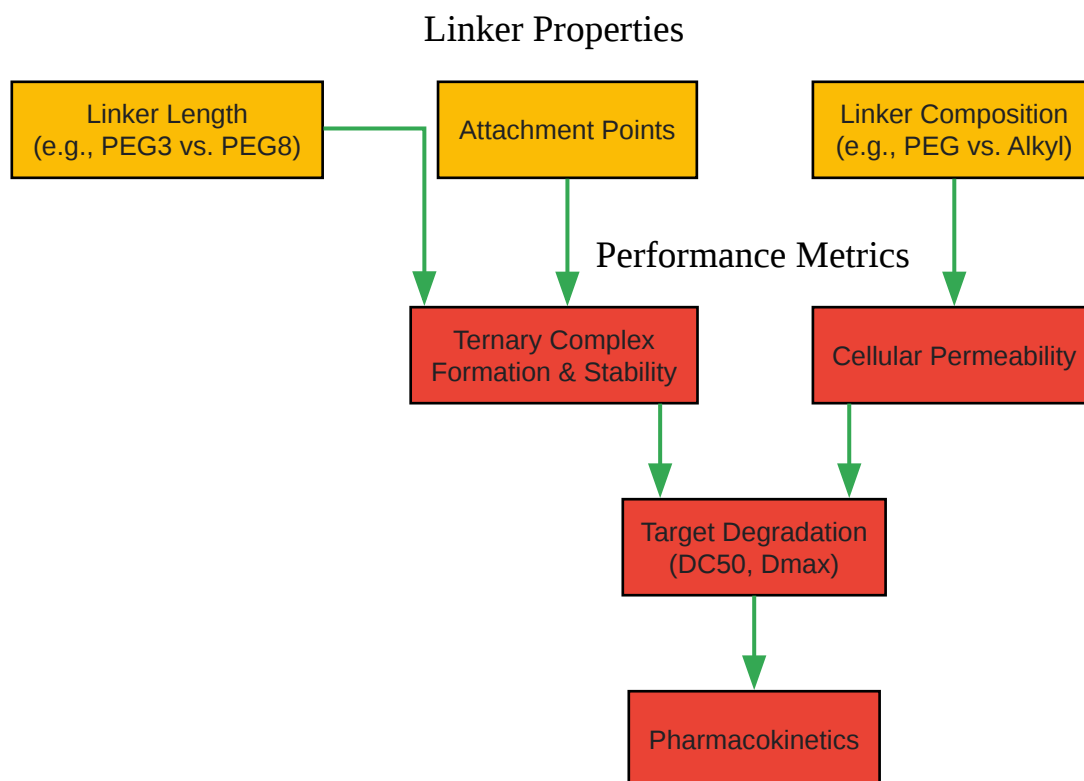 Linker Properties
Linker Length
(e.g., PEG3 vs. PEG8)
Attachment Points
Linker Composition
(e.g., PEG vs. Alkyl)
Performance Metrics
Ternary Complex
Formation & Stability
Cellular Permeability
Target Degradation
(DC50, Dmax)
Pharmacokinetics